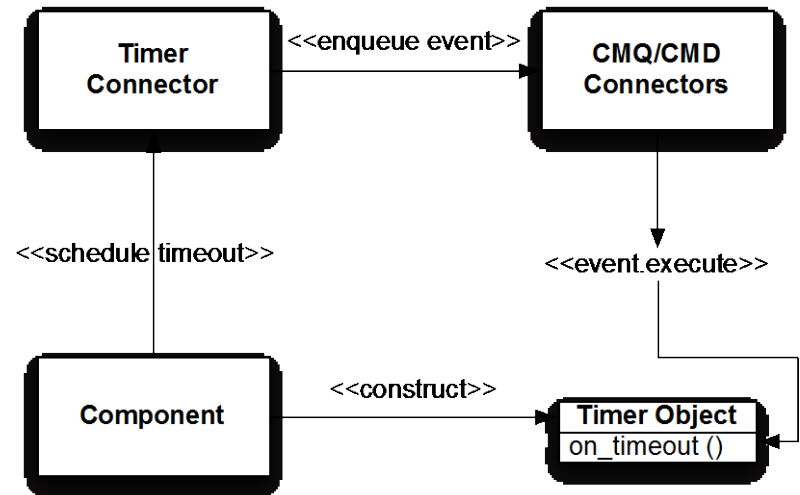 Timer
Connector
<<enqueue event>>
CMQ/CMD
Connectors
<<schedule timeout>>
<<event.execute>>
Component
<<construct>>
Timer Object
on_timeout ()